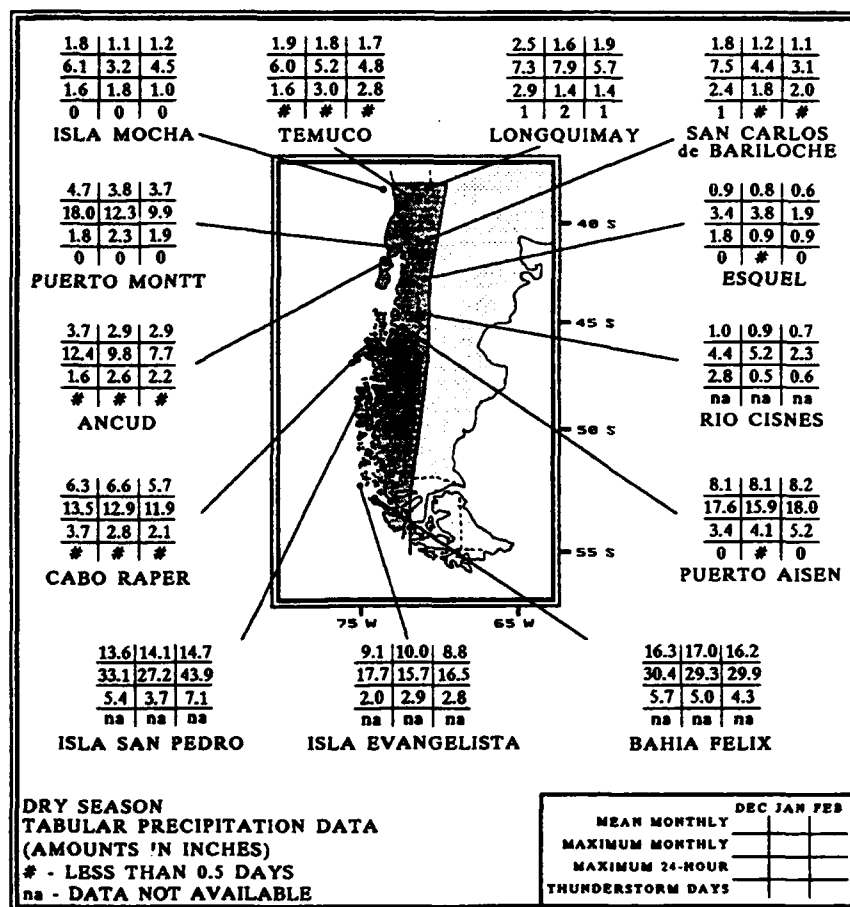 1.8 1.1 1.2
6.1 3.2 4.5
1.6 1.8 1.0
0 0 0
ISLA MOCHA
1.9 1.8 1.7
6.0 5.2 4.8
1.6 3.0 2.8
# # #
TEMUCO
2.5 1.6 1.9
7.3 7.9 5.7
2.9 1.4 1.4
1 2 1
LONGQUIMAY
1.8 1.2 1.1
7.5 4.4 3.1
2.4 1.8 2.0
1 # #
SAN CARLOS
de BARILOCHE
4.7 3.8 3.7
18.0 12.3 9.9
1.8 2.3 1.9
0 0 0
PUERTO MONTT
0.9 0.8 0.6
3.4 3.8 1.9
1.8 0.9 0.9
0 # 0
ESQUEL
3.7 2.9 2.9
12.4 9.8 7.7
1.6 2.6 2.2
# # #
ANCUD
1.0 0.9 0.7
4.4 5.2 2.3
2.8 0.5 0.6
na na na
RIO CISNES
6.3 6.6 5.7
13.5 12.9 11.9
3.7 2.8 2.1
# # #
CABO RAPER
8.1 8.1 8.2
17.6 15.9 18.0
3.4 4.1 5.2
0 # 0
PUERTO AISEN
40 S
45 S
50 S
55 S
75 W 65 W
13.6 14.1 14.7
33.1 27.2 43.9
5.4 3.7 7.1
na na na
ISLA SAN PEDRO
9.1 10.0 8.8
17.7 15.7 16.5
2.0 2.9 2.8
na na na
ISLA EVANGELISTA
16.3 17.0 16.2
30.4 29.3 29.9
5.7 5.0 4.3
na na na
BAHIA FELIX
DRY SEASON
TABULAR PRECIPITATION DATA
(AMOUNTS IN INCHES)
# - LESS THAN 0.5 DAYS
na - DATA NOT AVAILABLE
DEC JAN FEB
MEAN MONTHLY
MAXIMUM MONTHLY
MAXIMUM 24-HOUR
THUNDERSTORM DAYS